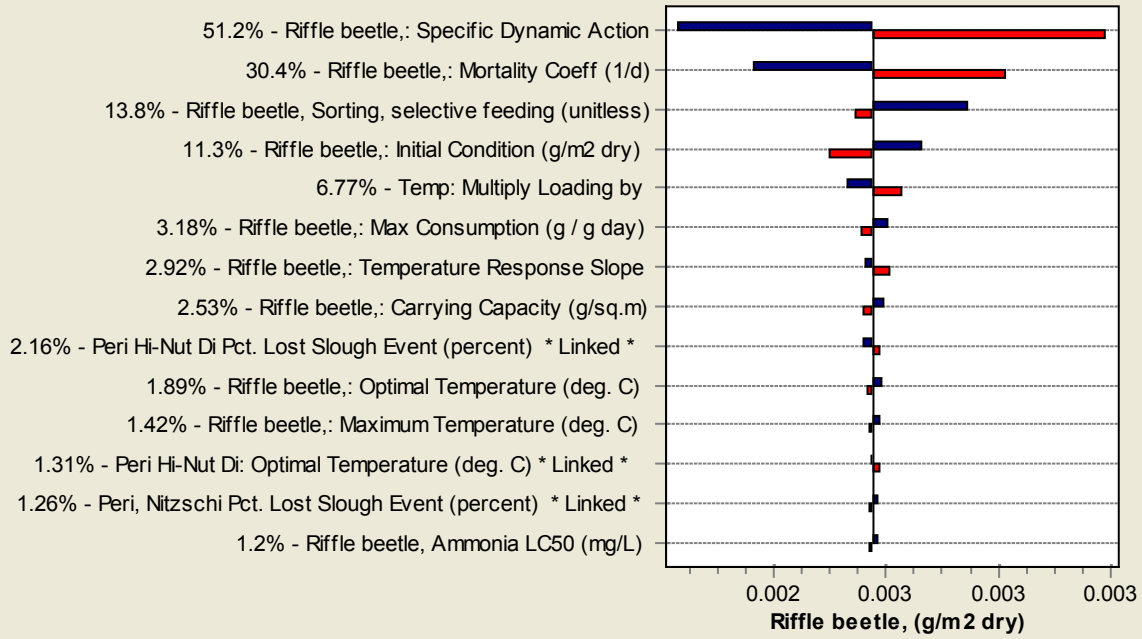 51.2% - Riffle beetle,: Specific Dynamic Action
30.4% - Riffle beetle,: Mortality Coeff (1/d)
13.8% - Riffle beetle, Sorting, selective feeding (unitless)
11.3% - Riffle beetle,: Initial Condition (g/m2 dry)
6.77% - Temp: Multiply Loading by
3.18% - Riffle beetle,: Max Consumption (g / g day)
2.92% - Riffle beetle,: Temperature Response Slope
2.53% - Riffle beetle,: Carrying Capacity (g/sq.m)
2.16% - Peri Hi-Nut Di Pct. Lost Slough Event (percent) * Linked *
1.89% - Riffle beetle,: Optimal Temperature (deg. C)
1.42% - Riffle beetle,: Maximum Temperature (deg. C)
1.31% - Peri Hi-Nut Di: Optimal Temperature (deg. C) * Linked *
1.26% - Peri, Nitzschi Pct. Lost Slough Event (percent) * Linked *
1.2% - Riffle beetle, Ammonia LC50 (mg/L)
0.002 0.003 0.003 0.003
Riffle beetle, (g/m2 dry)